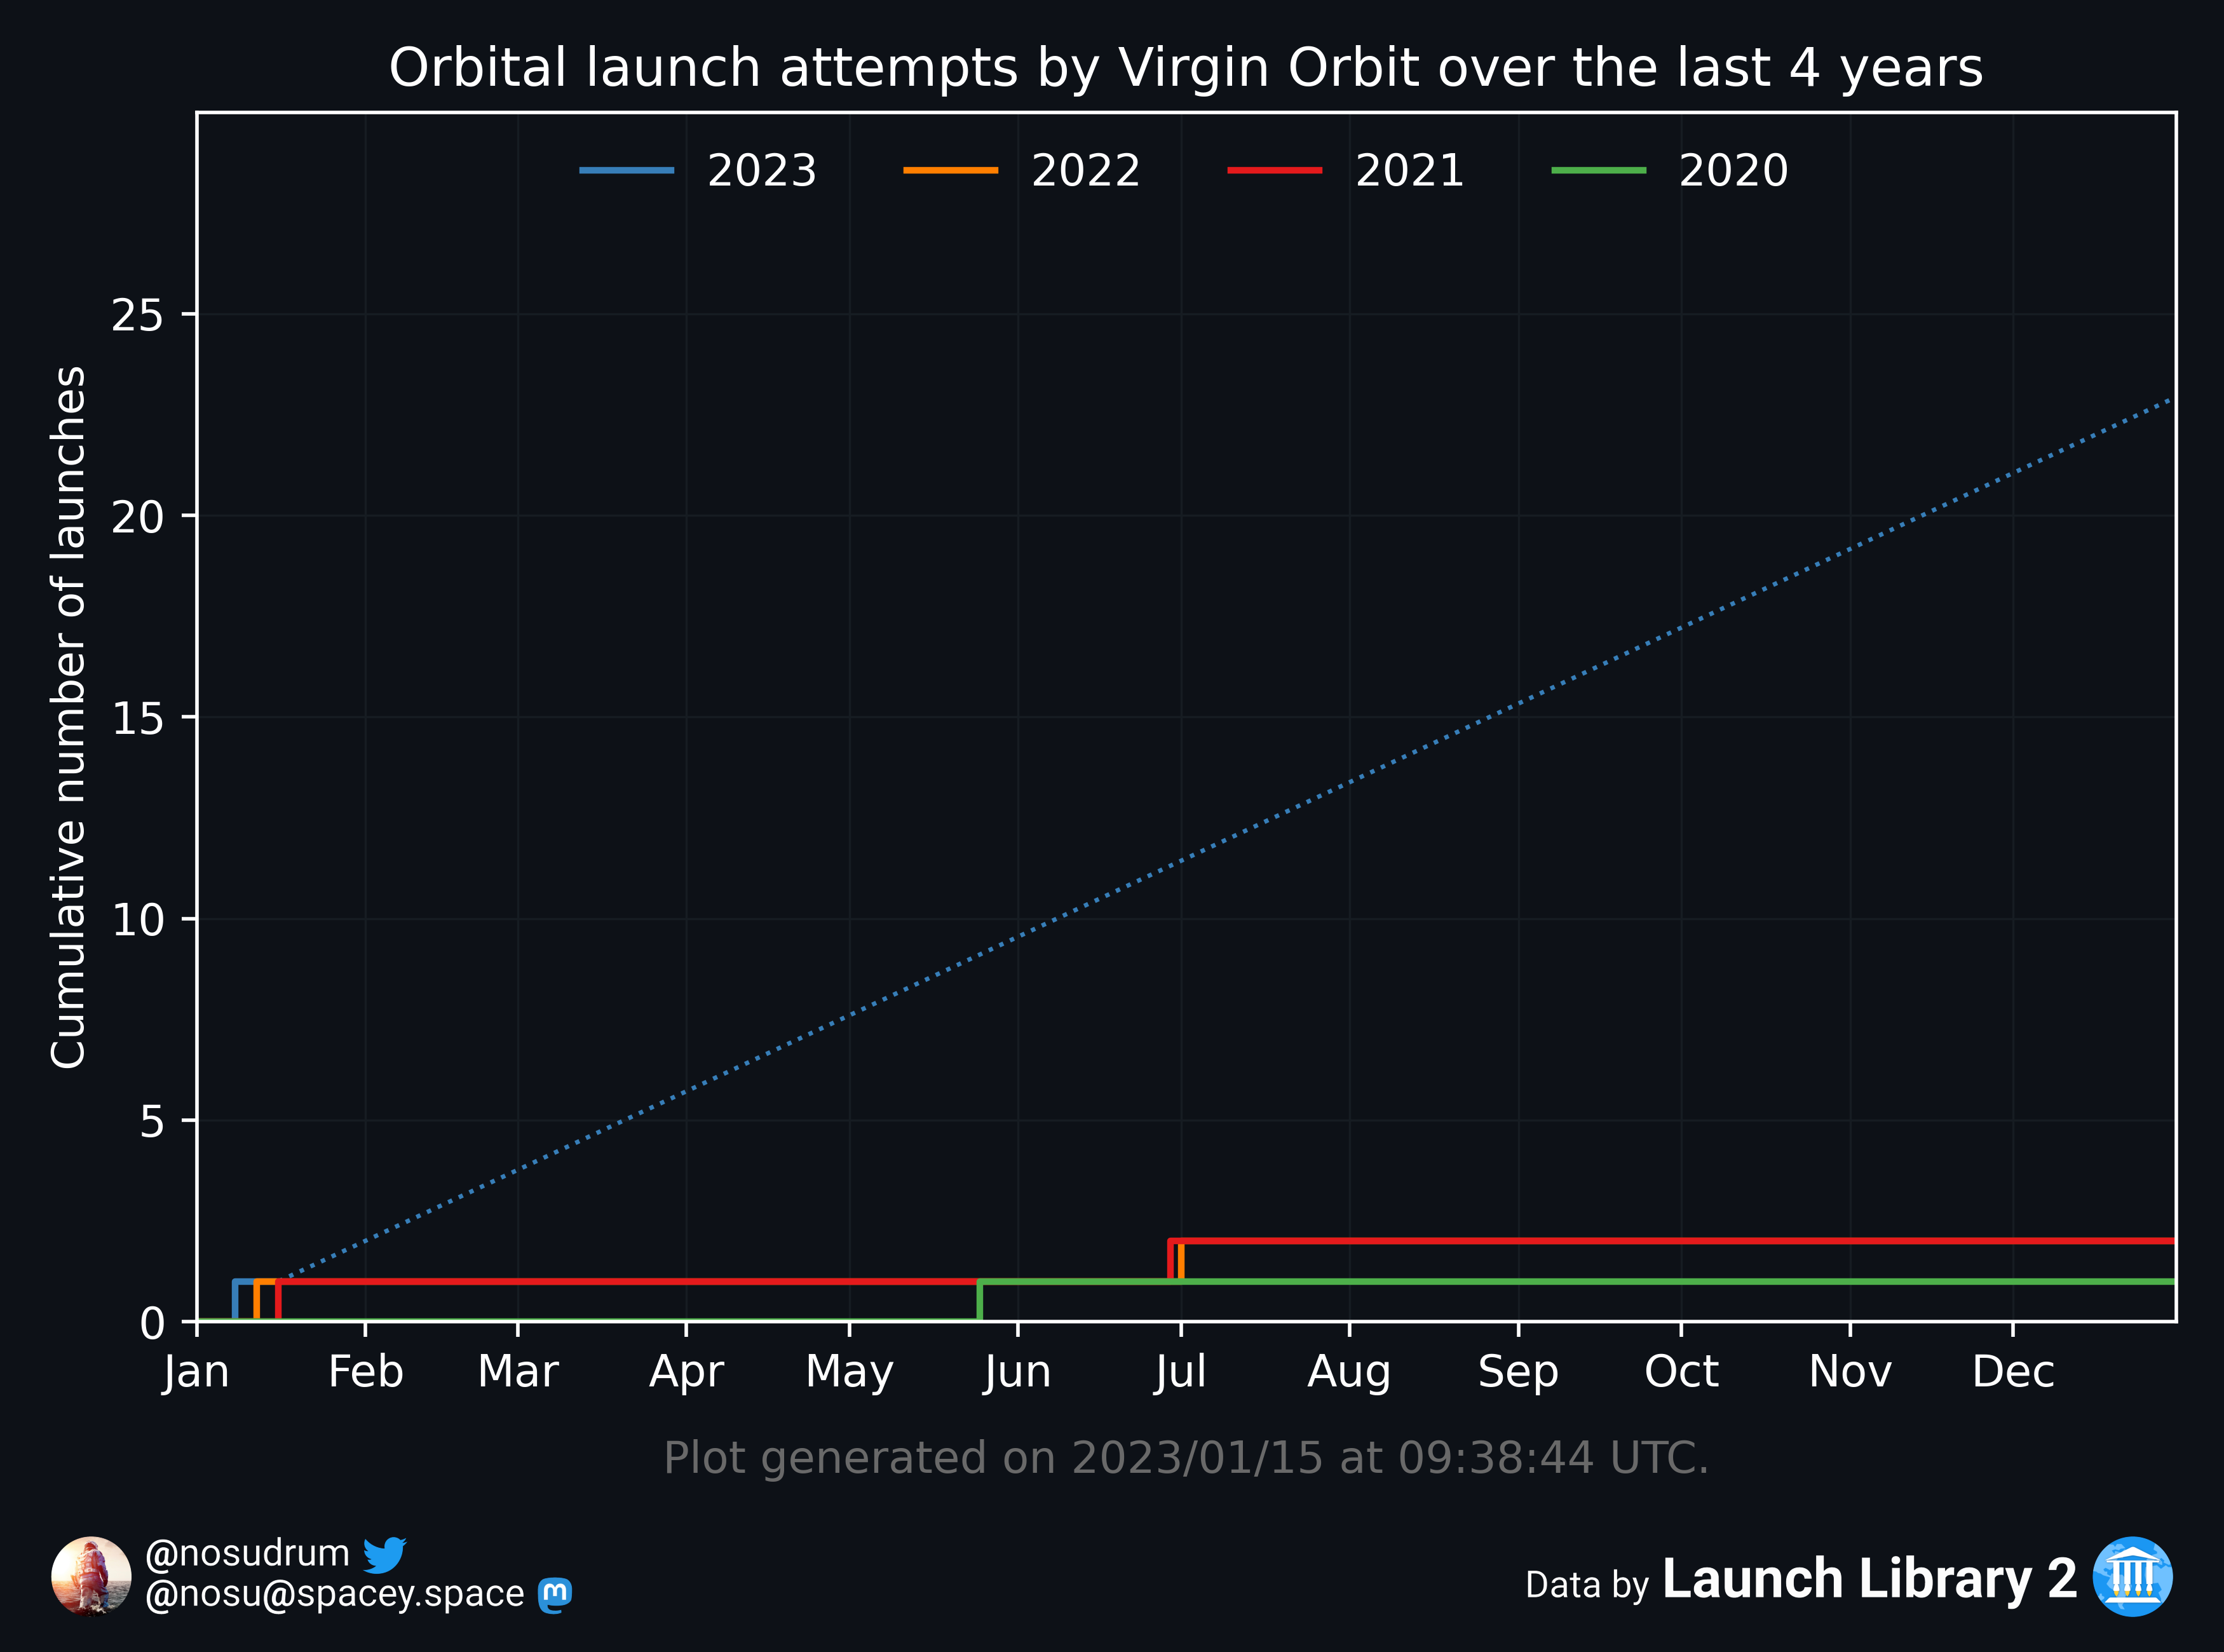 Orbital launch attempts by Virgin Orbit over the last 4 years
2023 2022 2021 2020
Cumulative number of launches
25
20
15
10
5
0
Jan Feb Mar Apr May Jun Jul Aug Sep Oct Nov Dec
Plot generated on 2023/01/15 at 09:38:44 UTC.
@nosudrum
@nosu@spacey.space
Data by Launch Library 2